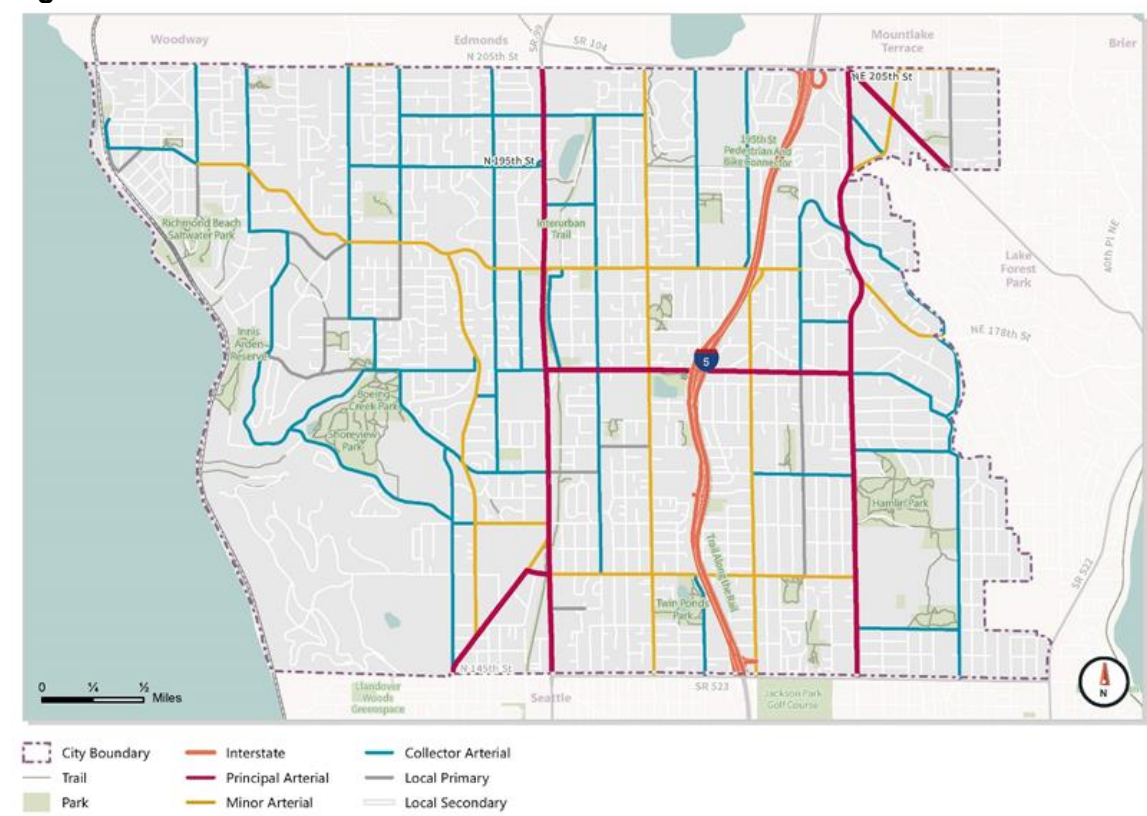 Woodway
Edmonds
SR 99
SR 104
N 205th St
Mountlake
Terrace
Brier
NE 205th St
195th St
Pedestrian And
Bike Connector
N 195th St
Richmond Beach
Saltwater Park
Interurban
Trail
40th Pl NE
Lake
Forest
Park
Innis
Arden
Reserve
NE 178th St
5
Boeing
Creek Park
Shoreview
Park
Hamlin Park
Trail Along the Rail
SR 522
Twin Ponds
Park
N 145th St
0 ¼ ½ Miles
Llandover
Woods
Greenspace
Seattle
SR 523
Jackson Park
Golf Course
N
City Boundary
Interstate
Collector Arterial
Trail
Principal Arterial
Local Primary
Park
Minor Arterial
Local Secondary